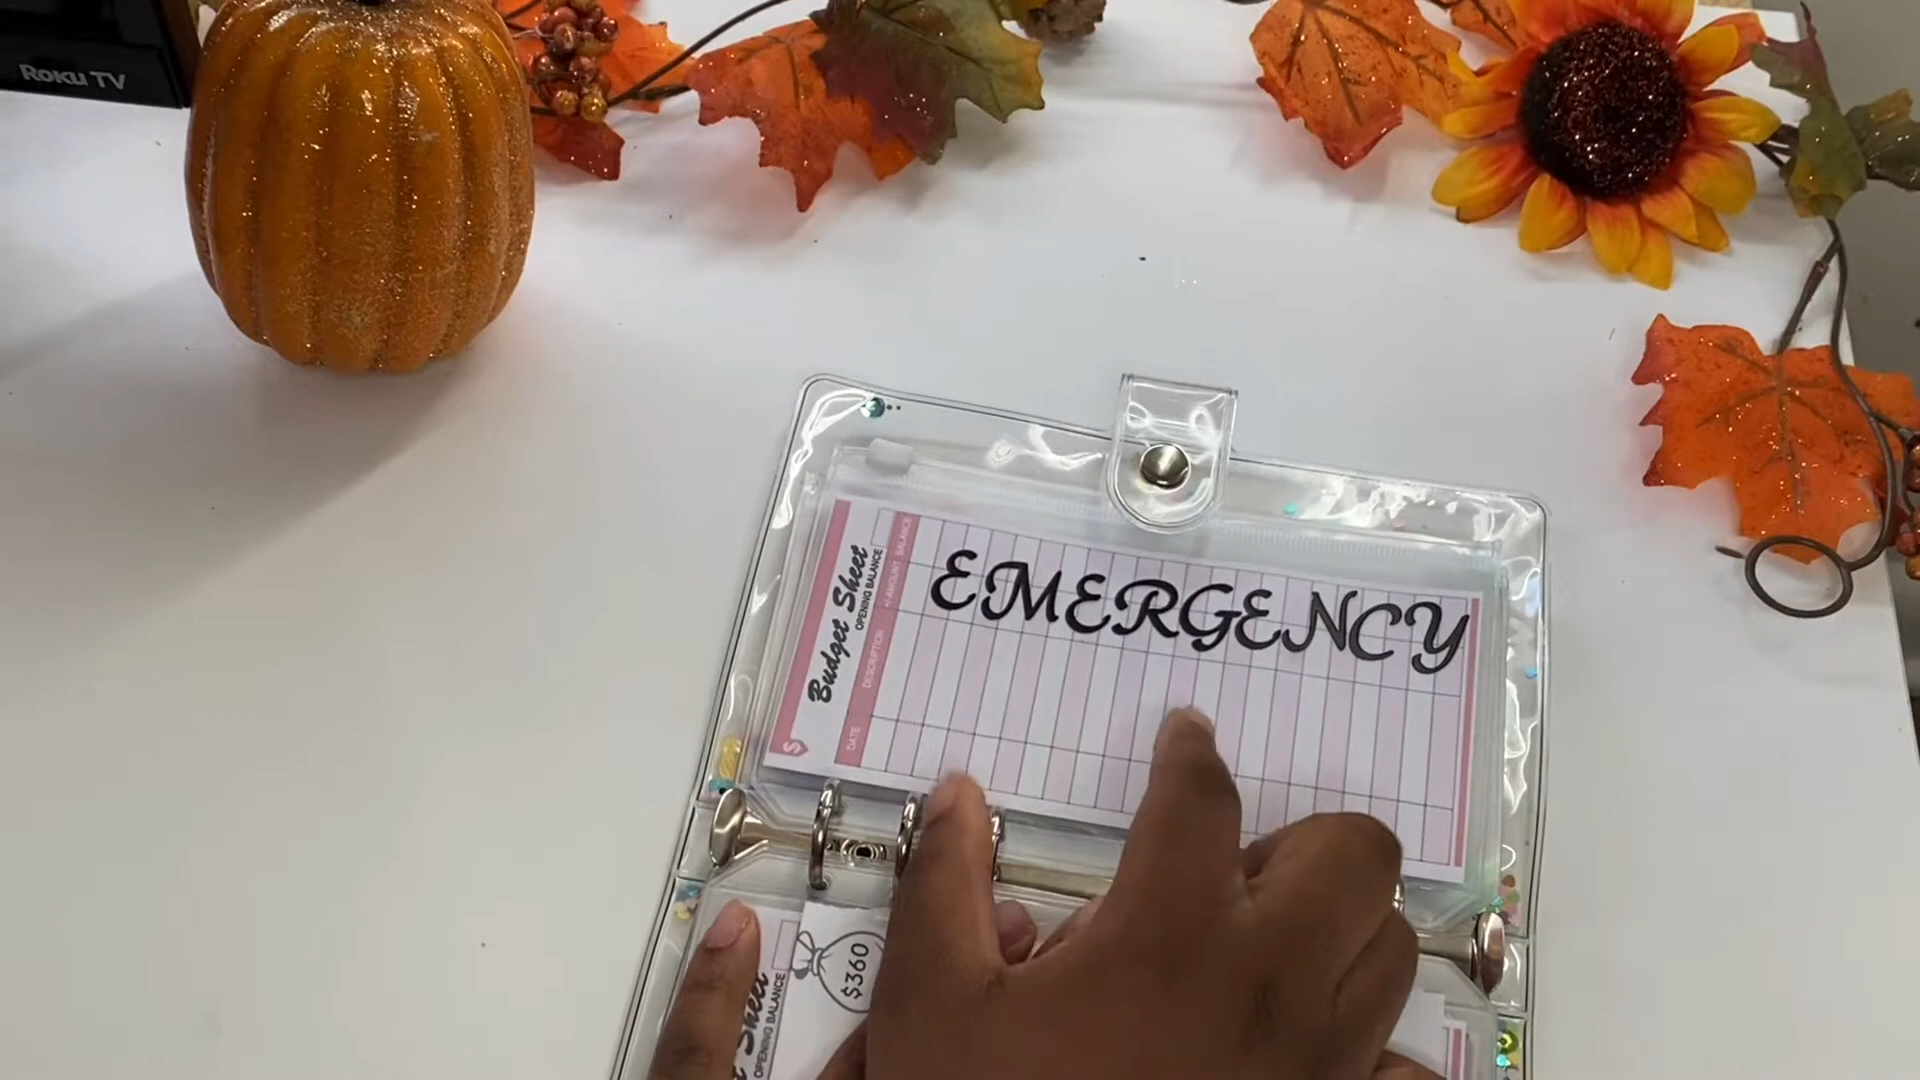 Roku TV
EMERGENCY
Budget Sheet
OPENING BALANCE
DATE
DESCRIPTION
AMOUNT
BALANCE
$
$360
Sheet
OPENING BALANCE